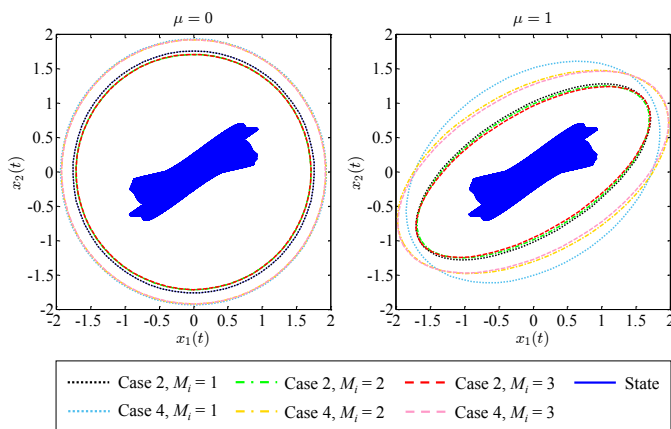 μ = 0
μ = 1
2
1.5
1
0.5
0
-0.5
-1
-1.5
-2
x₂(t)
-2 -1.5 -1 -0.5 0 0.5 1 1.5 2
x₁(t)
2
1.5
1
0.5
0
-0.5
-1
-1.5
-2
x₂(t)
-2 -1.5 -1 -0.5 0 0.5 1 1.5 2
x₁(t)
Case 2, Mᵢ = 1 Case 2, Mᵢ = 2 Case 2, Mᵢ = 3 State
Case 4, Mᵢ = 1 Case 4, Mᵢ = 2 Case 4, Mᵢ = 3